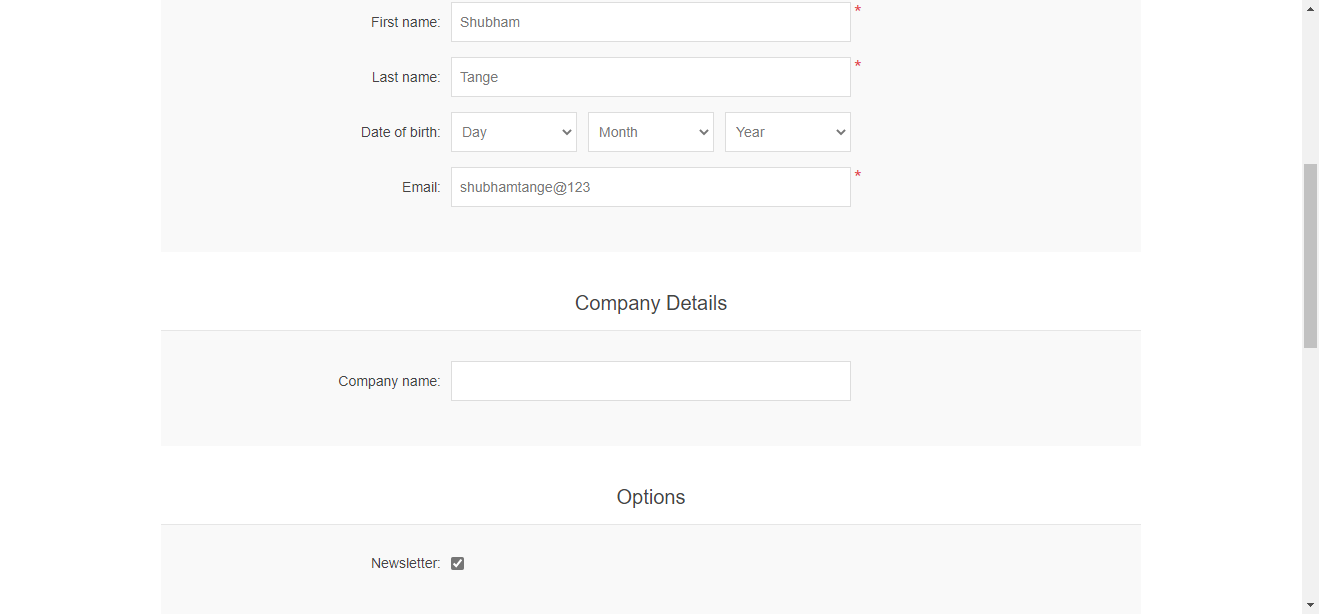 First name: Shubham *
Last name: Tange *
Date of birth: Day Month Year
Email: shubhamtange@123 *
Company Details
Company name:
Options
Newsletter: